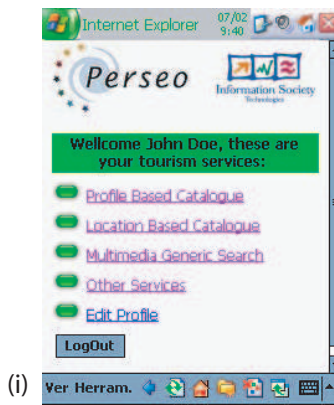 Internet Explorer 07/02 9:40
Perseo
Information Society
Technologies
Wellcome John Doe, these are
your tourism services:
Profile Based Catalogue
Location Based Catalogue
Multimedia Generic Search
Other Services
Edit Profile
LogOut
(i) Ver Herram.